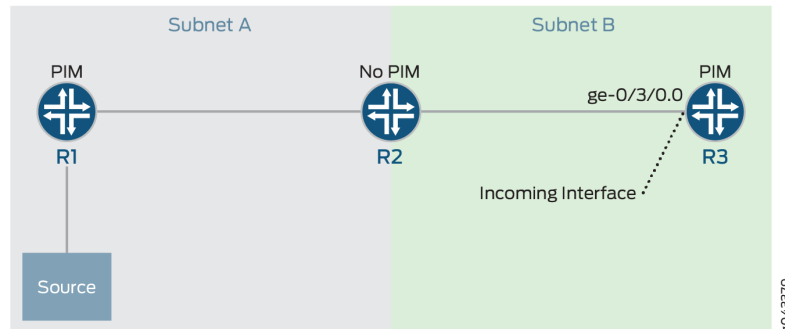 Subnet A
Subnet B
PIM
No PIM
PIM
ge-0/3/0.0
R1
R2
R3
Incoming Interface
Source